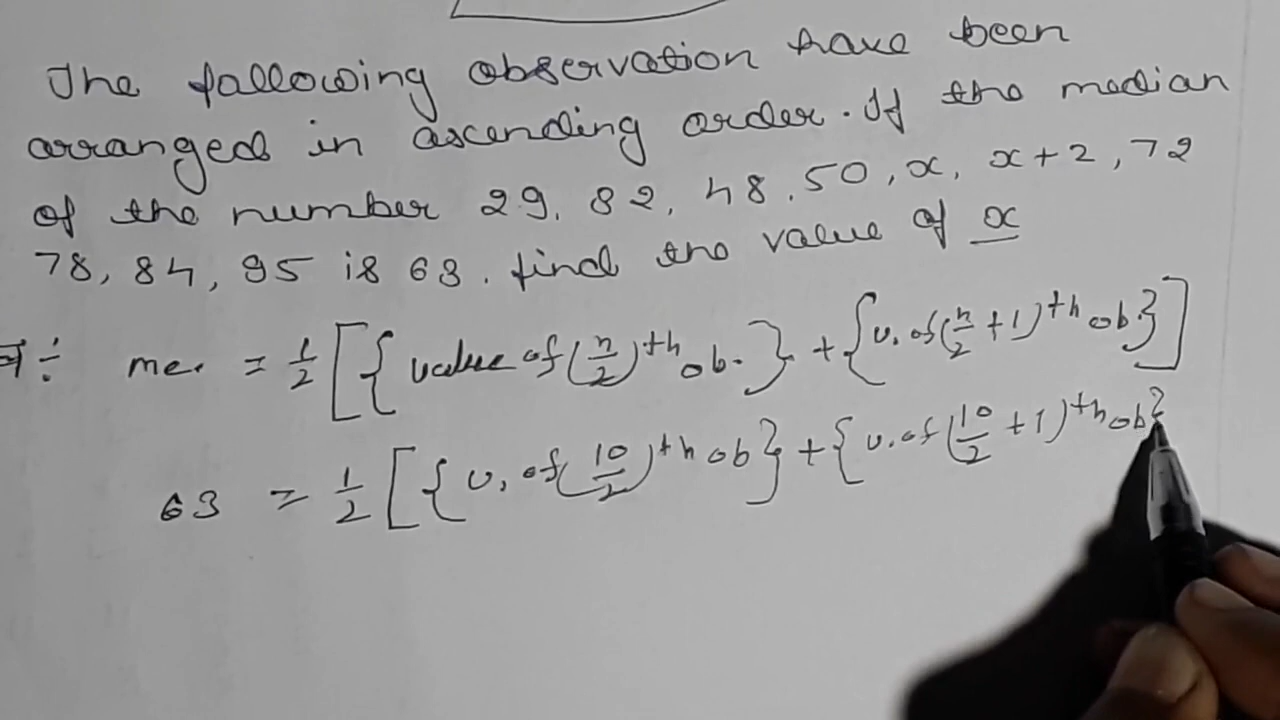 The following observation have been
arranged in ascending order. If the median
of the number 29, 82, 48, 50, x, x+2, 72
78, 84, 95 is 63. find the value of x
me. = 1/2 [{value of (n/2)th ob.} + {v. of (n/2 + 1)th ob.}]
63 = 1/2 [{v. of (10/2)th ob} + {v. of (10/2 + 1)th ob}